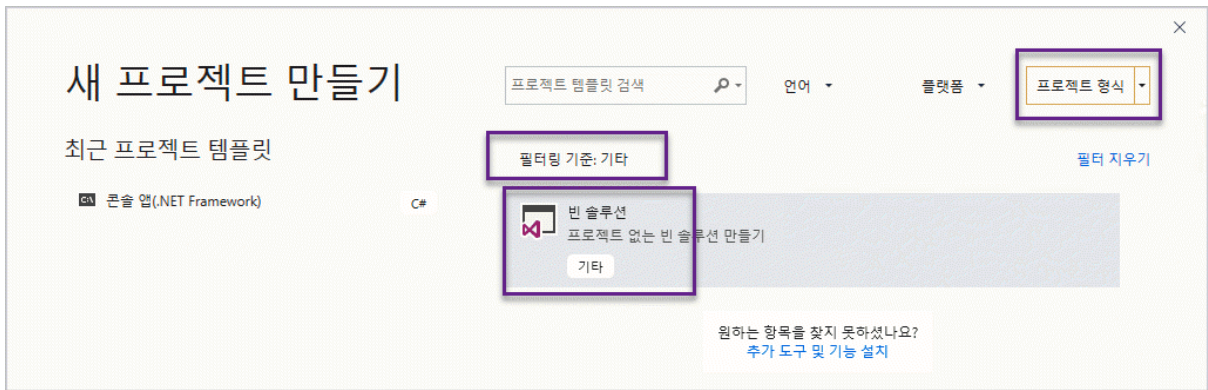 새 프로젝트 만들기
프로젝트 템플릿 검색
언어
플랫폼
프로젝트 형식
최근 프로젝트 템플릿
필터링 기준: 기타
필터 지우기
콘솔 앱(.NET Framework)
C#
빈 솔루션
프로젝트 없는 빈 솔루션 만들기
기타
원하는 항목을 찾지 못하셨나요?
추가 도구 및 기능 설치